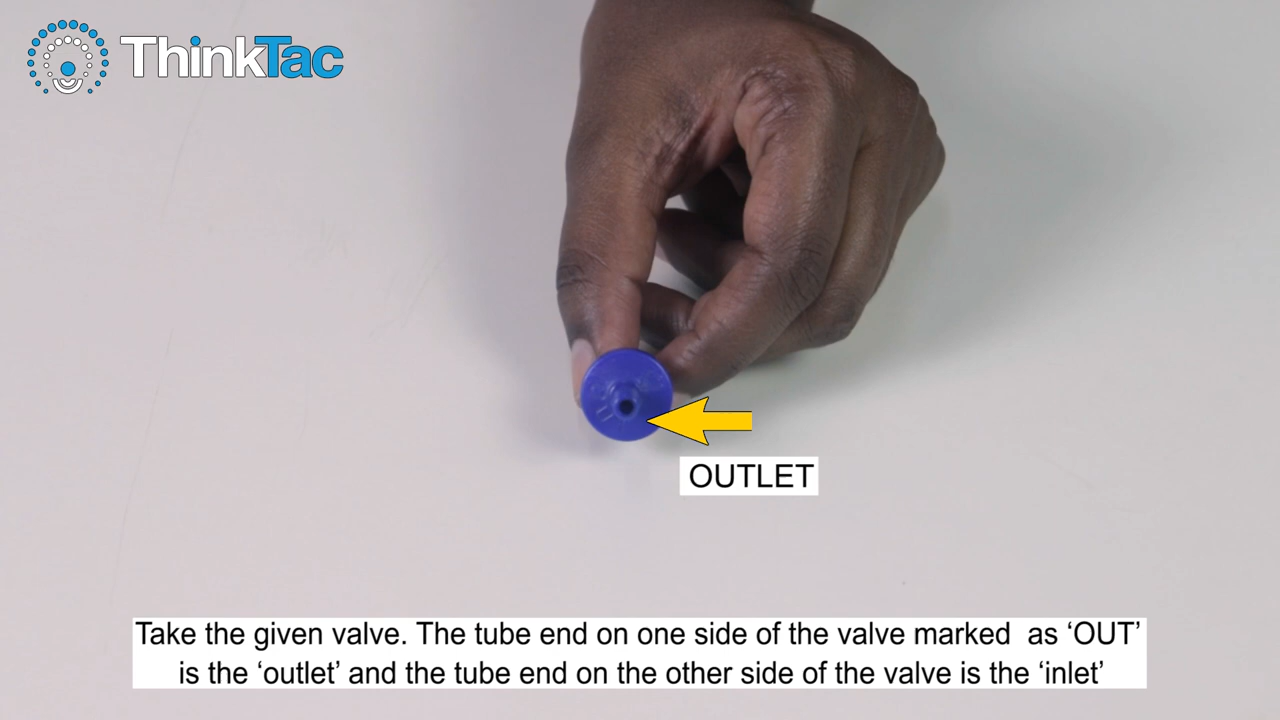 ThinkTac
OUTLET
Take the given valve. The tube end on one side of the valve marked as ‘OUT’
is the ‘outlet’ and the tube end on the other side of the valve is the ‘inlet’